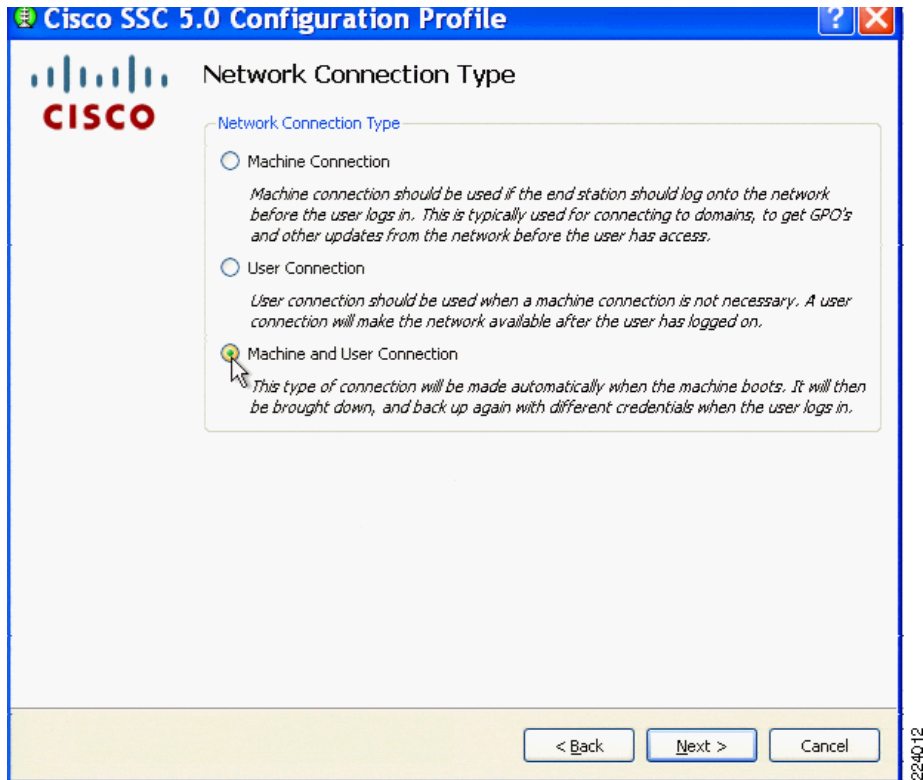 Cisco SSC 5.0 Configuration Profile
CISCO
Network Connection Type
Network Connection Type
Machine Connection
Machine connection should be used if the end station should log onto the network
before the user logs in. This is typically used for connecting to domains, to get GPO's
and other updates from the network before the user has access.
User Connection
User connection should be used when a machine connection is not necessary. A user
connection will make the network available after the user has logged on.
Machine and User Connection
This type of connection will be made automatically when the machine boots. It will then
be brought down, and back up again with different credentials when the user logs in.
< Back
Next >
Cancel
224012